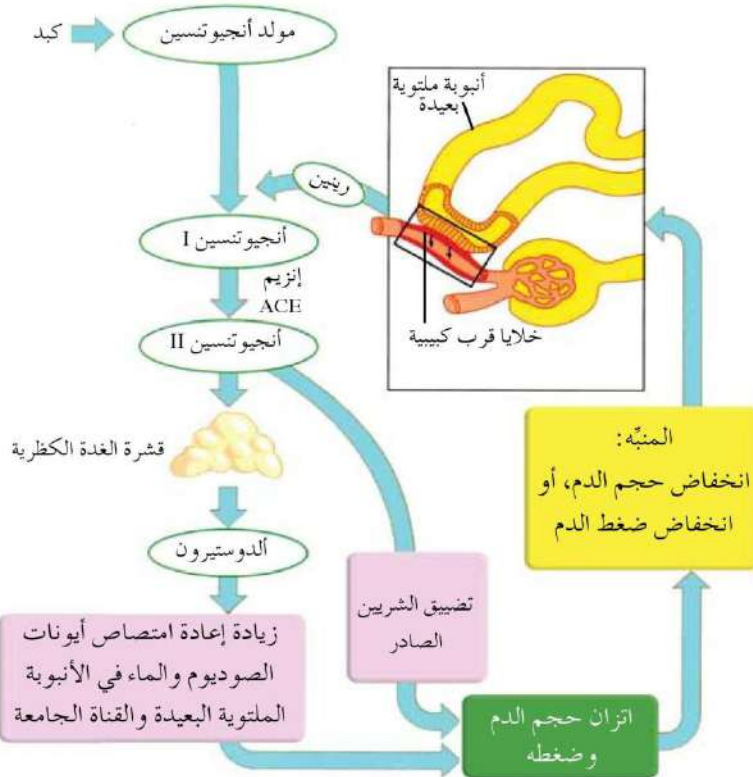 كبد
مولد أنجيوتنسين
أنبوبة ملتوية
بعيدة
رينين
أنجيوتنسين I
إنزيم
ACE
أنجيوتنسين II
خلايا قرب كبيبية
قشرة الغدة الكظرية
ألدوستيرون
المنبِّه:
انخفاض حجم الدم، أو
انخفاض ضغط الدم
تضييق الشريين
الصادر
زيادة إعادة امتصاص أيونات
الصوديوم والماء في الأنبوبة
الملتوية البعيدة والقناة الجامعة
اتزان حجم الدم
وضغطه